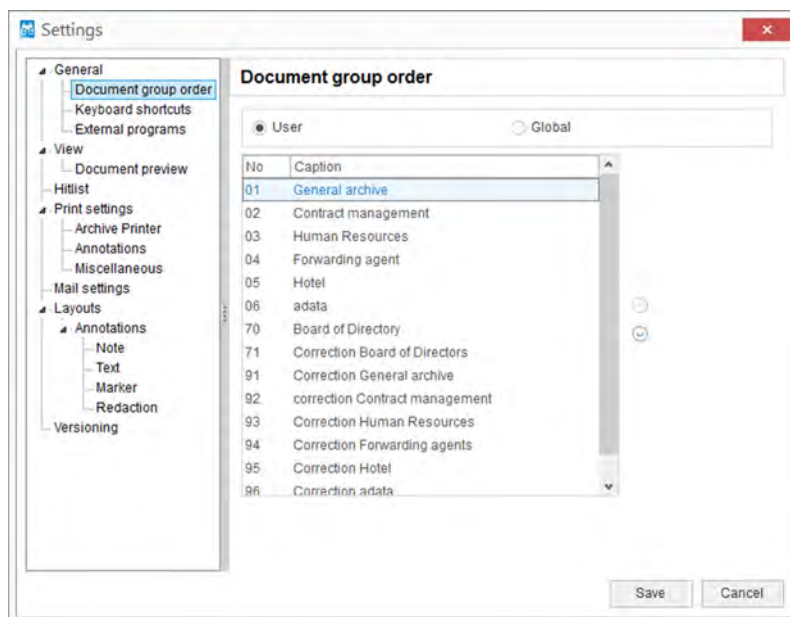 Settings
General
Document group order
Keyboard shortcuts
External programs
View
Document preview
Hitlist
Print settings
Archive Printer
Annotations
Miscellaneous
Mail settings
Layouts
Annotations
Note
Text
Marker
Redaction
Versioning
Document group order
User Global
No Caption
01 General archive
02 Contract management
03 Human Resources
04 Forwarding agent
05 Hotel
06 adata
70 Board of Directory
71 Correction Board of Directors
91 Correction General archive
92 correction Contract management
93 Correction Human Resources
94 Correction Forwarding agents
95 Correction Hotel
96 Correction adata
Save Cancel